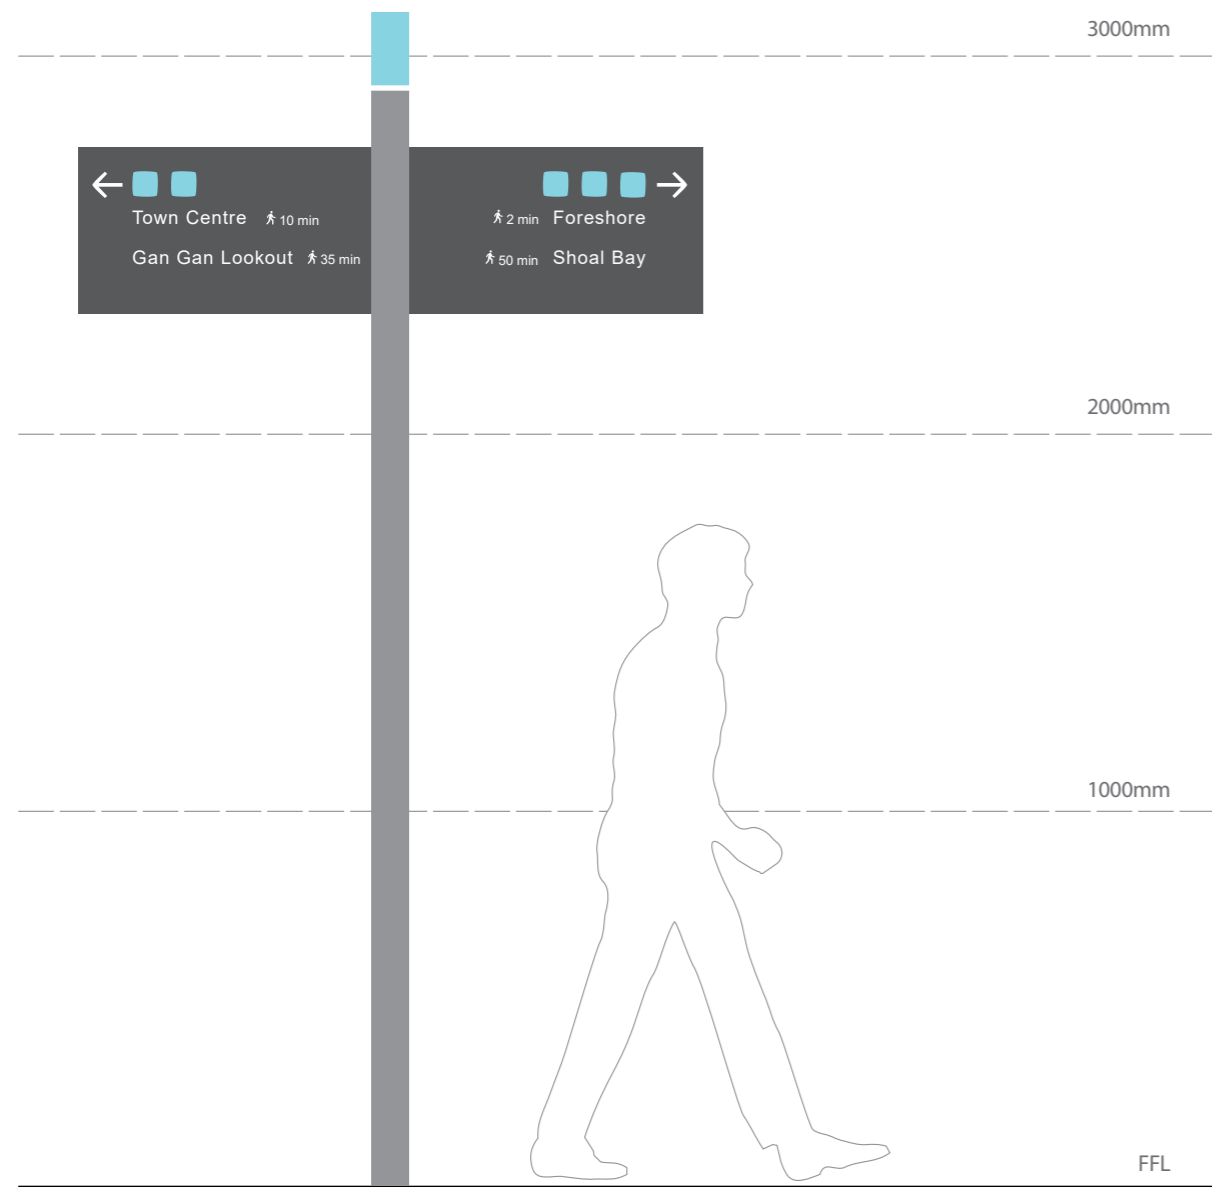 3000mm
Town Centre 10 min
Gan Gan Lookout 35 min
2 min Foreshore
50 min Shoal Bay
2000mm
1000mm
FFL